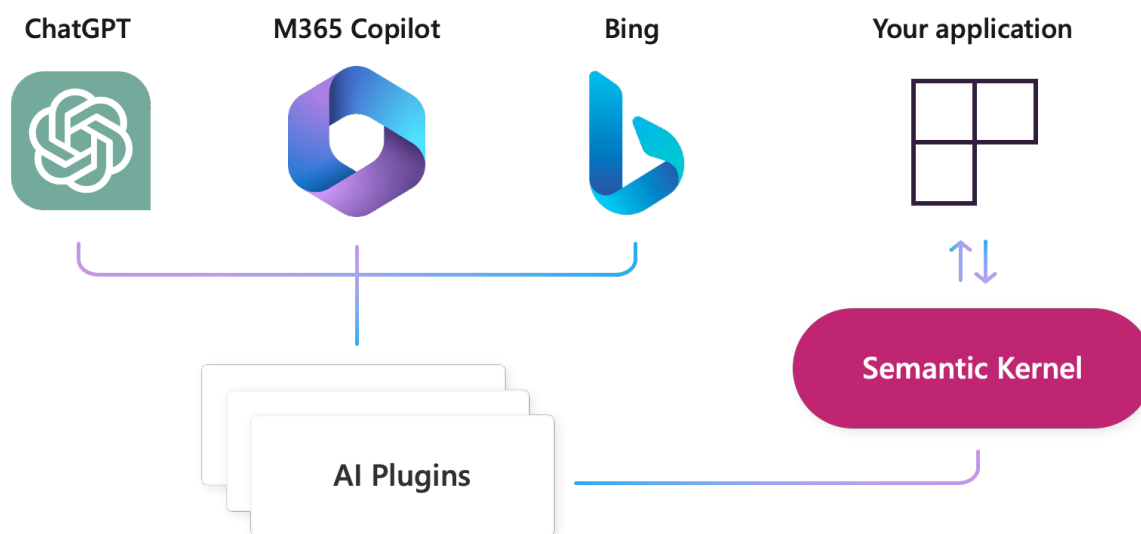 ChatGPT
M365 Copilot
Bing
Your application
Semantic Kernel
AI Plugins